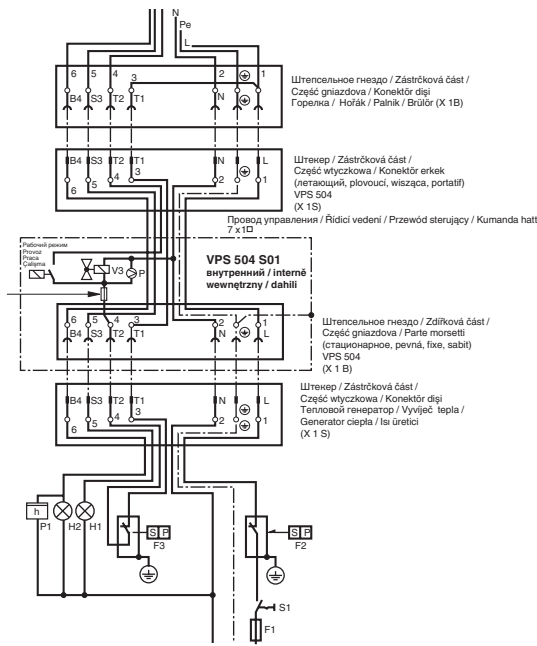 N
Pe
L
6 5 4 3 2 1
B4 S3 T2 T1 N
Штепсельное гнездо / Zástrčková část /
Część gniazdova / Konektör dişi
Горелка / Hořák / Palnik / Brülör (X 1B)
B4 S3 T2 T1 N L
6 5 4 3 2 1
Штекер / Zástrčková část /
Część wtyczkowa / Konektör erkek
(летающий, plovoucí, wisząca, portatif)
VPS 504
(X 1S)
Провод управления / Řídicí vedení / Przewód sterujący / Kumanda hatt
7 x 1
Рабочий режим
Provoz
Praca
Çalışma
V3
P
VPS 504 S01
внутренний / interně
wewnętrzny / dahili
6 5 4 3 2 1
B4 S3 T2 T1 N L
Штепсельное гнездо / Zdířková část /
Część gniazdova / Parte morsetti
(стационарное, pevná, fixe, sabit)
VPS 504
(X 1 B)
B4 S3 T2 T1 N L
6 5 4 3 2 1
Штекер / Zástrčková část /
Część wtyczkowa / Konektör dişi
Тепловой генератор / Vyvíječ tepla /
Generator ciepła / Isı üretici
(X 1 S)
h
P1 H2 H1
S P
F3
S P
F2
S1
F1